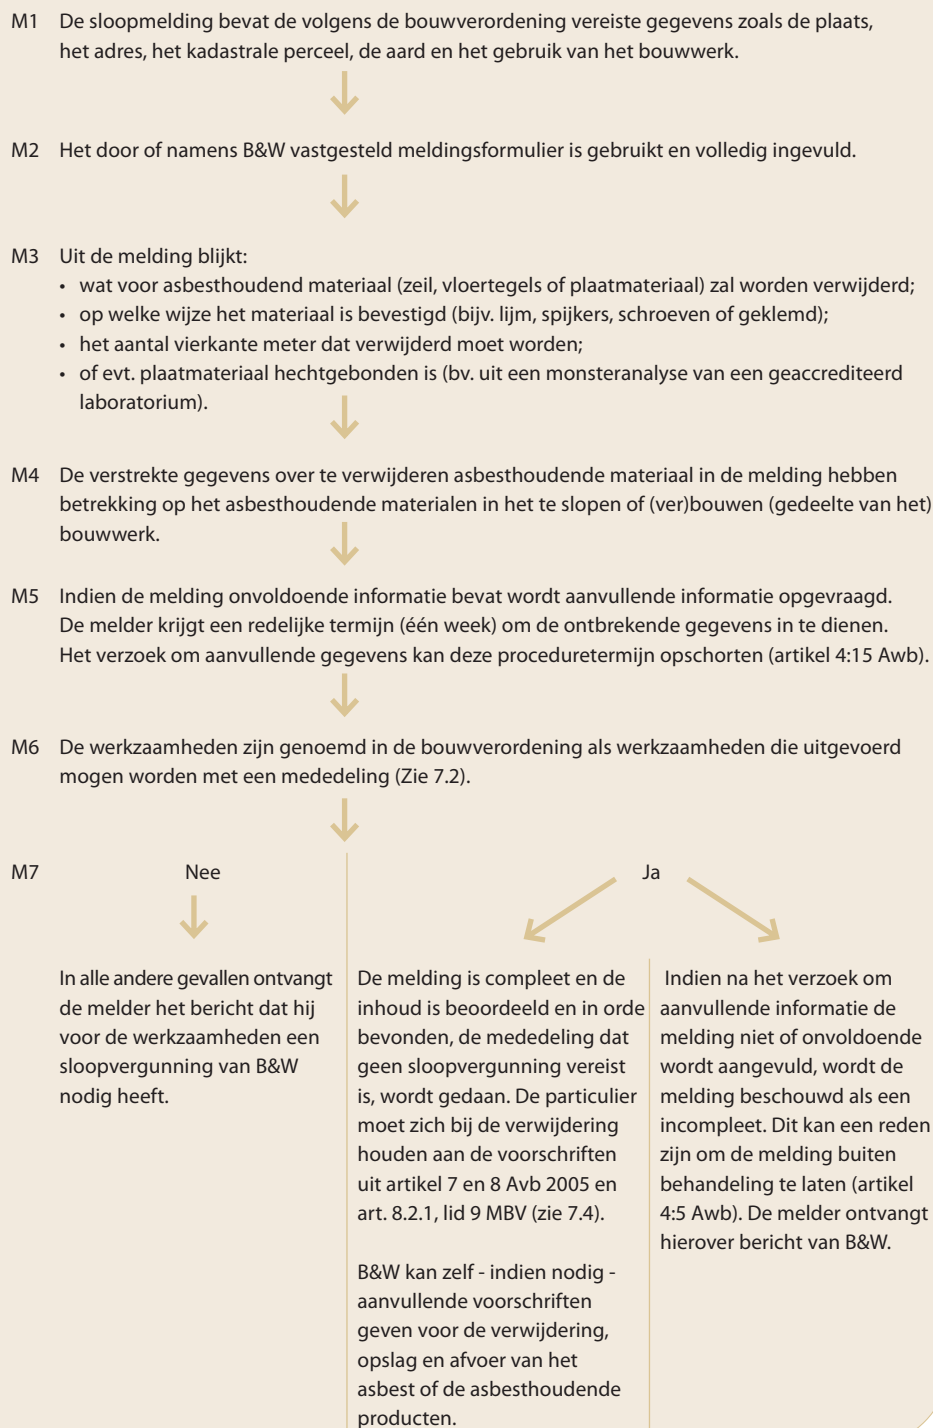 M1 De sloopmelding bevat de volgens de bouwverordening vereiste gegevens zoals de plaats,
het adres, het kadastrale perceel, de aard en het gebruik van het bouwwerk.
M2 Het door of namens B&W vastgesteld meldingsformulier is gebruikt en volledig ingevuld.
M3 Uit de melding blijkt:
• wat voor asbesthoudend materiaal (zeil, vloertegels of plaatmateriaal) zal worden verwijderd;
• op welke wijze het materiaal is bevestigd (bijv. lijm, spijkers, schroeven of geklemd);
• het aantal vierkante meter dat verwijderd moet worden;
• of evt. plaatmateriaal hechtgebonden is (bv. uit een monsteranalyse van een geaccrediteerd
laboratorium).
M4 De verstrekte gegevens over te verwijderen asbesthoudende materiaal in de melding hebben
betrekking op het asbesthoudende materialen in het te slopen of (ver)bouwen (gedeelte van het)
bouwwerk.
M5 Indien de melding onvoldoende informatie bevat wordt aanvullende informatie opgevraagd.
De melder krijgt een redelijke termijn (één week) om de ontbrekende gegevens in te dienen.
Het verzoek om aanvullende gegevens kan deze proceduretermijn opschorten (artikel 4:15 Awb).
M6 De werkzaamheden zijn genoemd in de bouwverordening als werkzaamheden die uitgevoerd
mogen worden met een mededeling (Zie 7.2).
M7 Nee Ja
In alle andere gevallen ontvangt
de melder het bericht dat hij
voor de werkzaamheden een
sloopvergunning van B&W
nodig heeft.
De melding is compleet en de
inhoud is beoordeeld en in orde
bevonden, de mededeling dat
geen sloopvergunning vereist
is, wordt gedaan. De particulier
moet zich bij de verwijdering
houden aan de voorschriften
uit artikel 7 en 8 Avb 2005 en
art. 8.2.1, lid 9 MBV (zie 7.4).
B&W kan zelf - indien nodig -
aanvullende voorschriften
geven voor de verwijdering,
opslag en afvoer van het
asbest of de asbesthoudende
producten.
Indien na het verzoek om
aanvullende informatie de
melding niet of onvoldoende
wordt aangevuld, wordt de
melding beschouwd als een
incompleet. Dit kan een reden
zijn om de melding buiten
behandeling te laten (artikel
4:5 Awb). De melder ontvangt
hierover bericht van B&W.